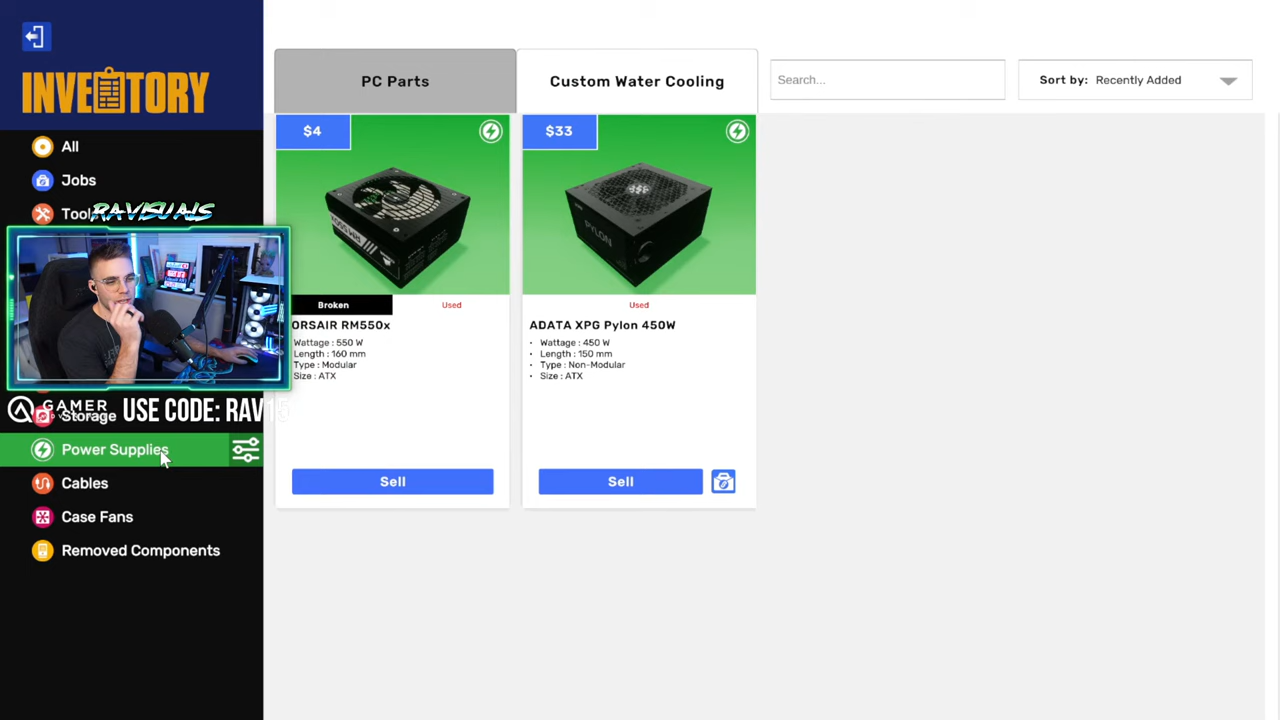 INVENTORY
All
Jobs
Tool
RAVISUALS
GAMER
USE CODE: RAV15
Storage
Power Supplies
Cables
Case Fans
Removed Components
PC Parts
Custom Water Cooling
Search...
Sort by: Recently Added
$4
Broken
Used
ORSAIR RM550x
Wattage : 550 W
Length : 160 mm
Type : Modular
Size : ATX
Sell
$33
PYLON
Used
ADATA XPG Pylon 450W
• Wattage : 450 W
• Length : 150 mm
• Type : Non-Modular
• Size : ATX
Sell